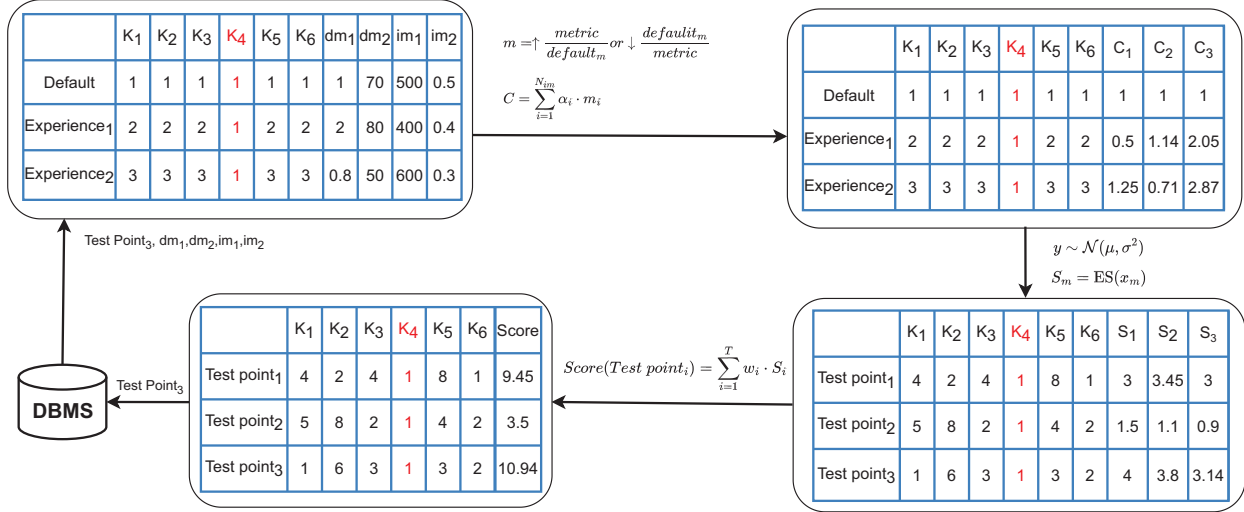 K1 K2 K3 K4 K5 K6 dm1 dm2 im1 im2
Default 1 1 1 1 1 1 1 70 500 0.5
Experience1 2 2 2 1 2 2 2 80 400 0.4
Experience2 3 3 3 1 3 3 0.8 50 600 0.3
m =↑ metric/default_m or ↓ defaulit_m/metric
C = ∑_{i=1}^{N_{im}} α_i · m_i
K1 K2 K3 K4 K5 K6 C1 C2 C3
Default 1 1 1 1 1 1 1 1 1
Experience1 2 2 2 1 2 2 0.5 1.14 2.05
Experience2 3 3 3 1 3 3 1.25 0.71 2.87
y ∼ N(μ, σ²)
S_m = ES(x_m)
K1 K2 K3 K4 K5 K6 S1 S2 S3
Test point1 4 2 4 1 8 1 3 3.45 3
Test point2 5 8 2 1 4 2 1.5 1.1 0.9
Test point3 1 6 3 1 3 2 4 3.8 3.14
Score(Test point_i) = ∑_{i=1}^{T} w_i · S_i
K1 K2 K3 K4 K5 K6 Score
Test point1 4 2 4 1 8 1 9.45
Test point2 5 8 2 1 4 2 3.5
Test point3 1 6 3 1 3 2 10.94
Test Point3
DBMS
Test Point3, dm1,dm2,im1,im2